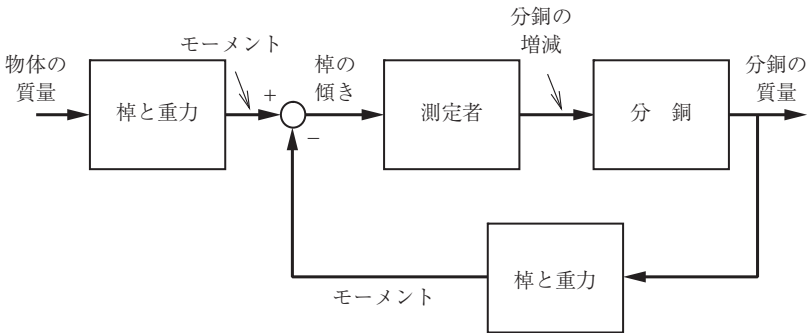 物体の
質量
棹と重力
モーメント
+
−
棹の
傾き
測定者
分銅の
増減
分　銅
分銅の
質量
棹と重力
モーメント